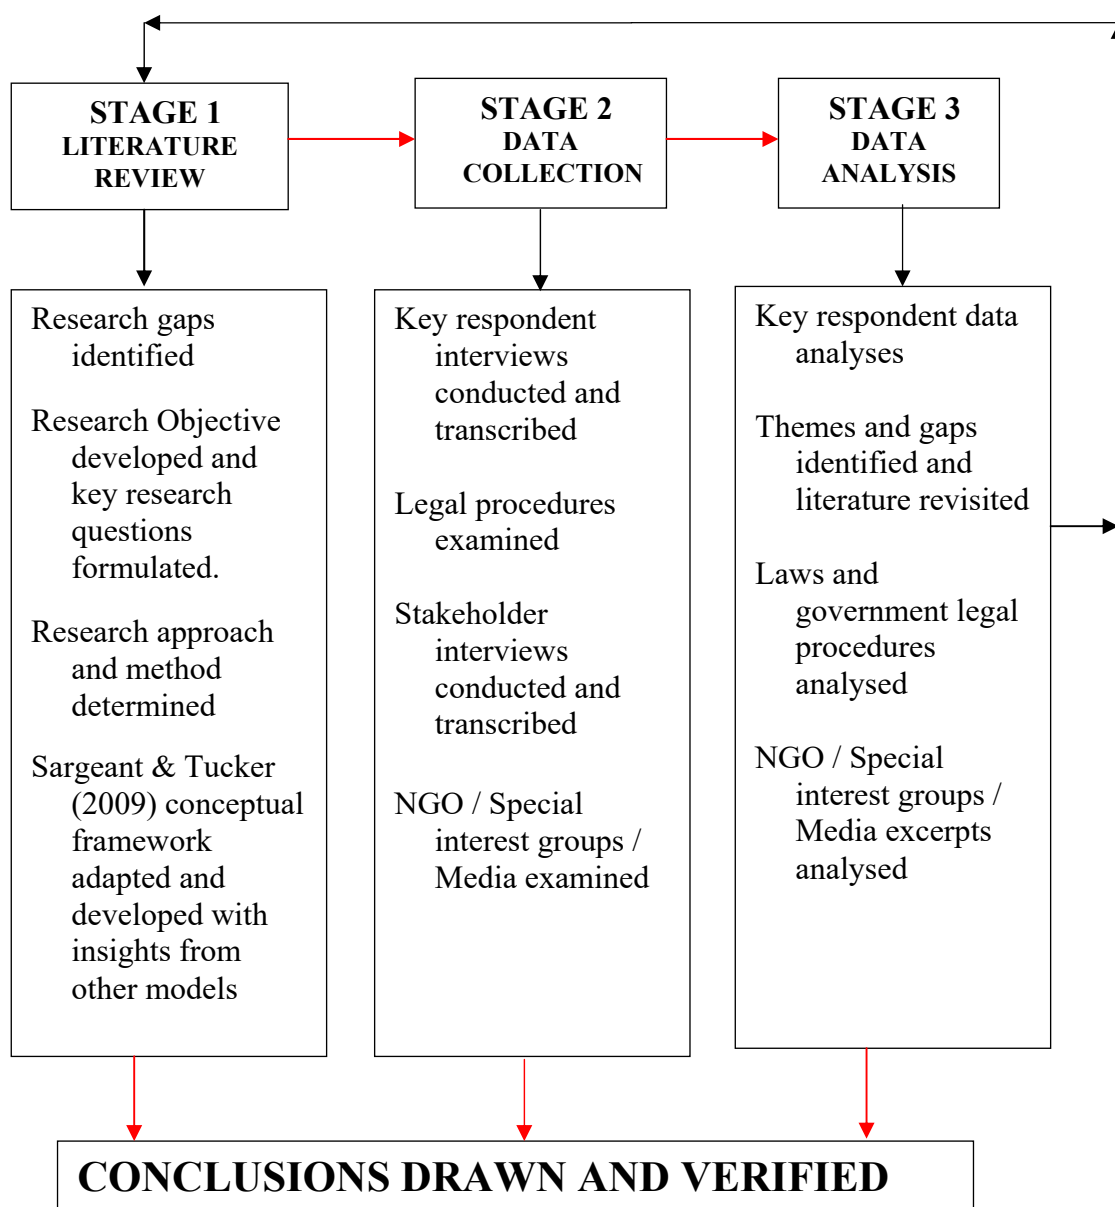 STAGE 1
LITERATURE
REVIEW
STAGE 2
DATA
COLLECTION
STAGE 3
DATA
ANALYSIS
Research gaps
identified
Research Objective
developed and
key research
questions
formulated.
Research approach
and method
determined
Sargeant & Tucker
(2009) conceptual
framework
adapted and
developed with
insights from
other models
Key respondent
interviews
conducted and
transcribed
Legal procedures
examined
Stakeholder
interviews
conducted and
transcribed
NGO / Special
interest groups /
Media examined
Key respondent data
analyses
Themes and gaps
identified and
literature revisited
Laws and
government legal
procedures
analysed
NGO / Special
interest groups /
Media excerpts
analysed
CONCLUSIONS DRAWN AND VERIFIED